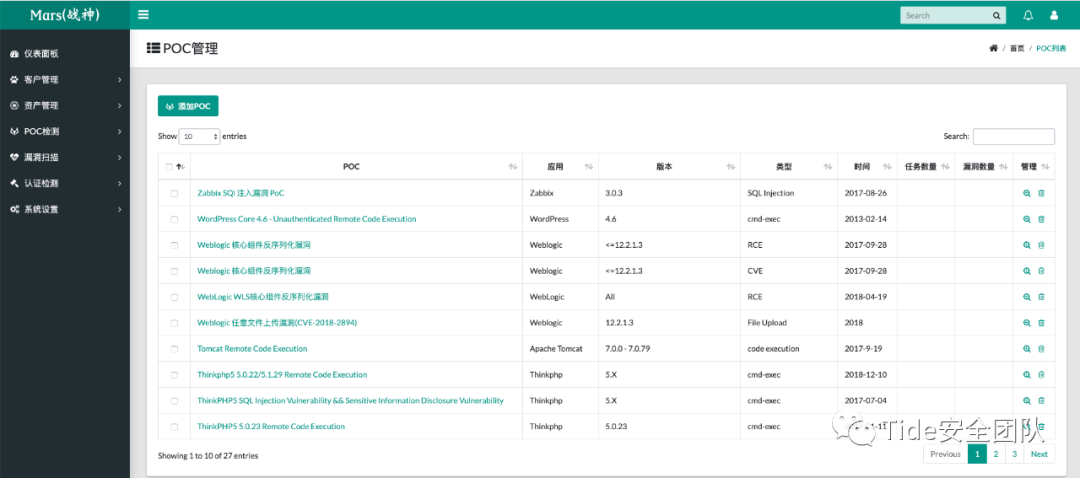 Mars(战神)
Search
仪表面板
客户管理
资产管理
POC检测
漏洞扫描
认证检测
系统设置
POC管理
/ 首页 / POC列表
添加POC
Show 10 entries
Search:
POC 应用 版本 类型 时间 任务数量 漏洞数量 管理
Zabbix SQl 注入漏洞 PoC Zabbix 3.0.3 SQL Injection 2017-08-26
WordPress Core 4.6 - Unauthenticated Remote Code Execution WordPress 4.6 cmd-exec 2013-02-14
Weblogic 核心组件反序列化漏洞 Weblogic <=12.2.1.3 RCE 2017-09-28
Weblogic 核心组件反序列化漏洞 Weblogic <=12.2.1.3 CVE 2017-09-28
WebLogic WLS核心组件反序列化漏洞 WebLogic All RCE 2018-04-19
Weblogic 任意文件上传漏洞(CVE-2018-2894) Weblogic 12.2.1.3 File Upload 2018
Tomcat Remote Code Execution Apache Tomcat 7.0.0 - 7.0.79 code execution 2017-9-19
Thinkphp5 5.0.22/5.1.29 Remote Code Execution Thinkphp 5.X cmd-exec 2018-12-10
ThinkPHP5 SQL Injection Vulnerability && Sensitive Information Disclosure Vulnerability Thinkphp 5.X cmd-exec 2017-07-04
ThinkPHP5 5.0.23 Remote Code Execution Thinkphp 5.0.23 cmd-exec
Tide安全团队
Showing 1 to 10 of 27 entries
Previous 1 2 3 Next